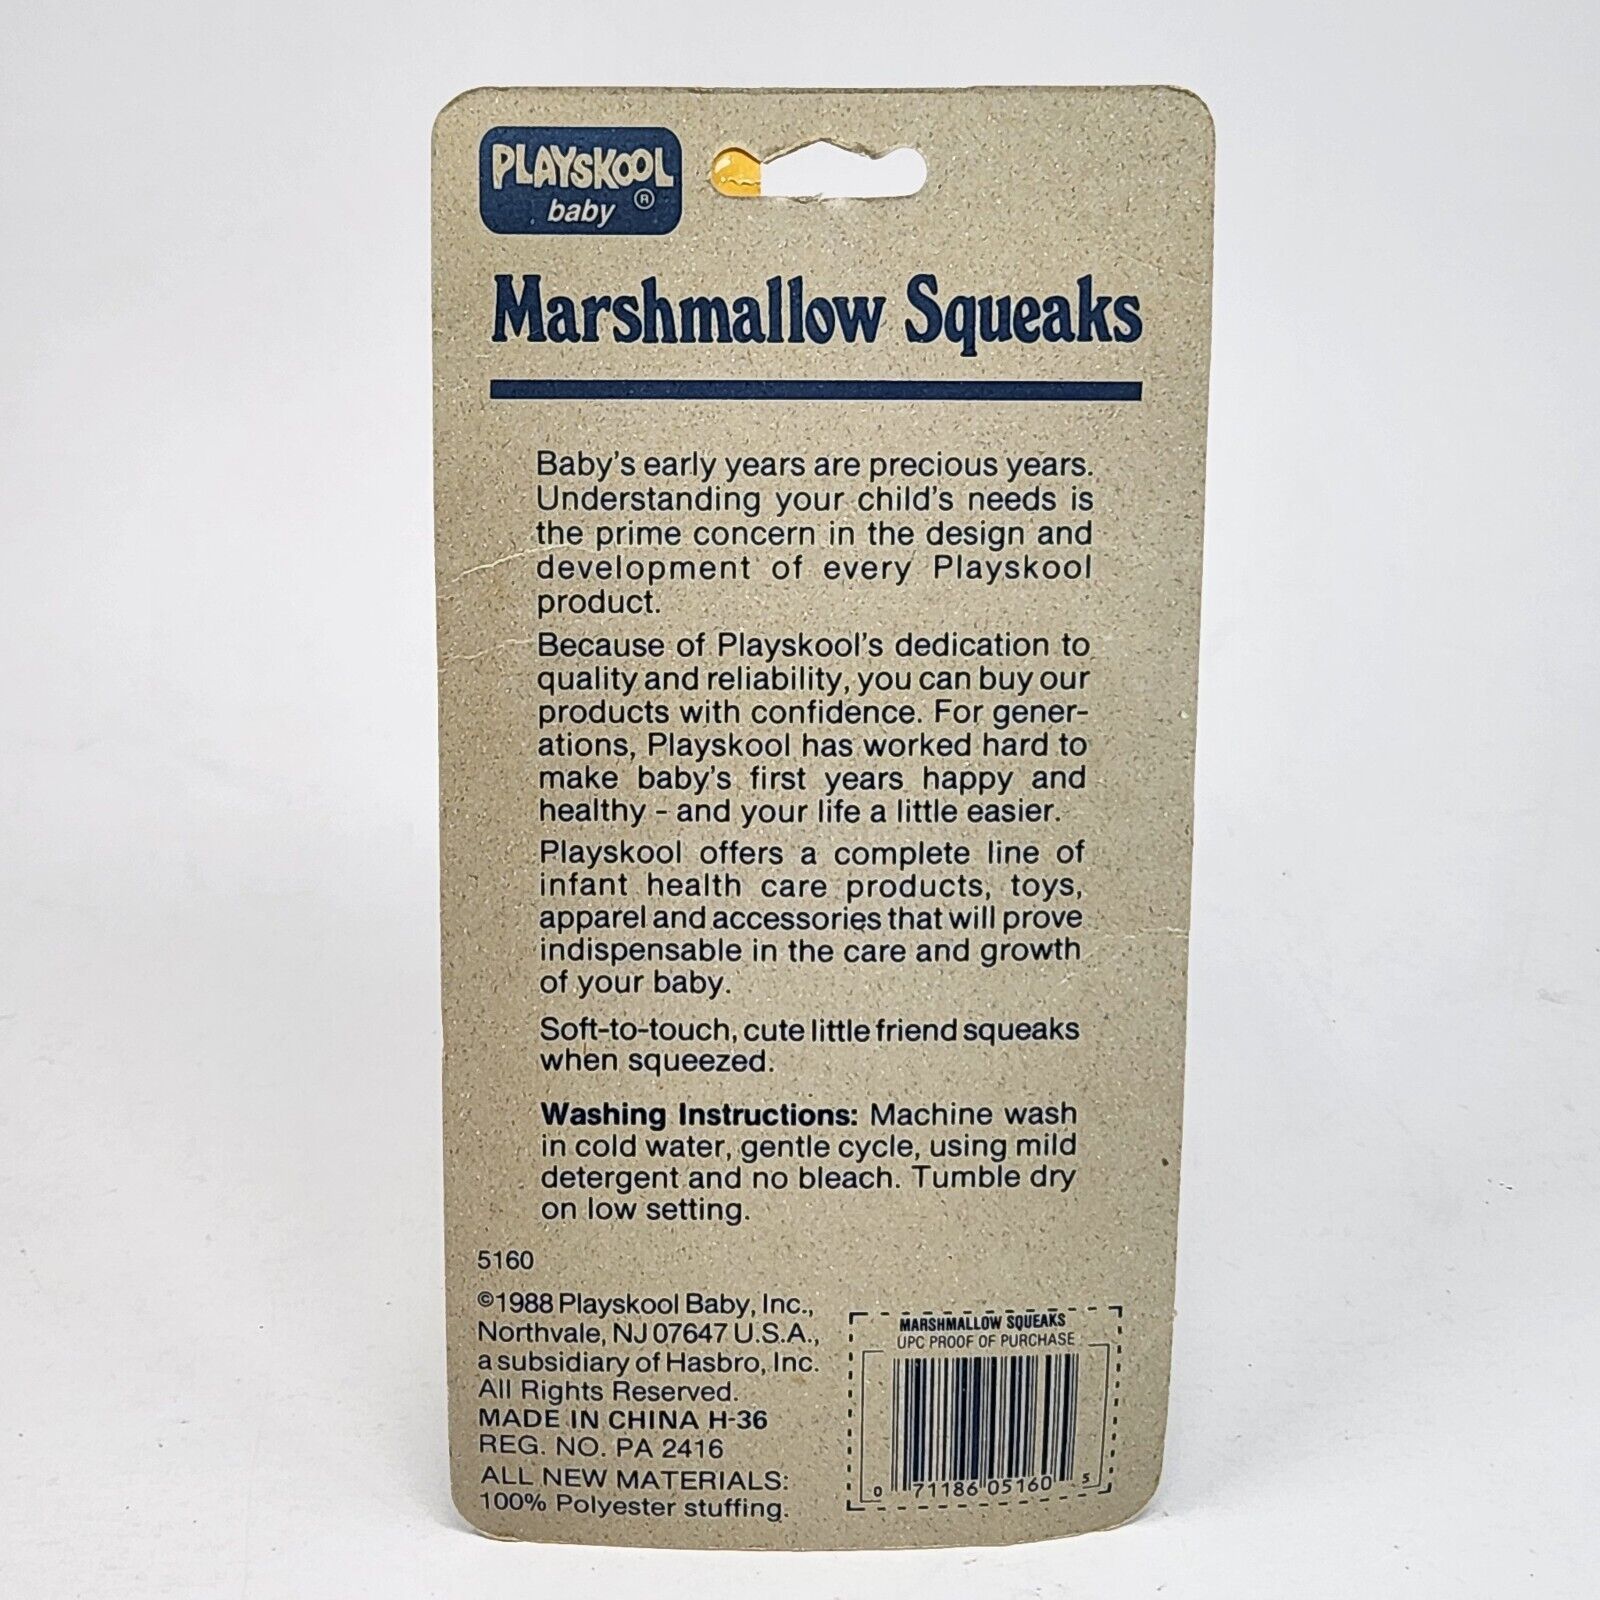 PLAYSKOOL
baby ®
Marshmallow Squeaks
Baby's early years are precious years.
Understanding your child's needs is
the prime concern in the design and
development of every Playskool
product.
Because of Playskool's dedication to
quality and reliability, you can buy our
products with confidence. For gener-
ations, Playskool has worked hard to
make baby's first years happy and
healthy - and your life a little easier.
Playskool offers a complete line of
infant health care products, toys,
apparel and accessories that will prove
indispensable in the care and growth
of your baby.
Soft-to-touch, cute little friend squeaks
when squeezed.
Washing Instructions: Machine wash
in cold water, gentle cycle, using mild
detergent and no bleach. Tumble dry
on low setting.
5160
©1988 Playskool Baby, Inc.,
Northvale, NJ 07647 U.S.A.,
a subsidiary of Hasbro, Inc.
All Rights Reserved.
MADE IN CHINA H-36
REG. NO. PA 2416
ALL NEW MATERIALS:
100% Polyester stuffing.
MARSHMALLOW SQUEAKS
UPC PROOF OF PURCHASE
0 71186 05160 5